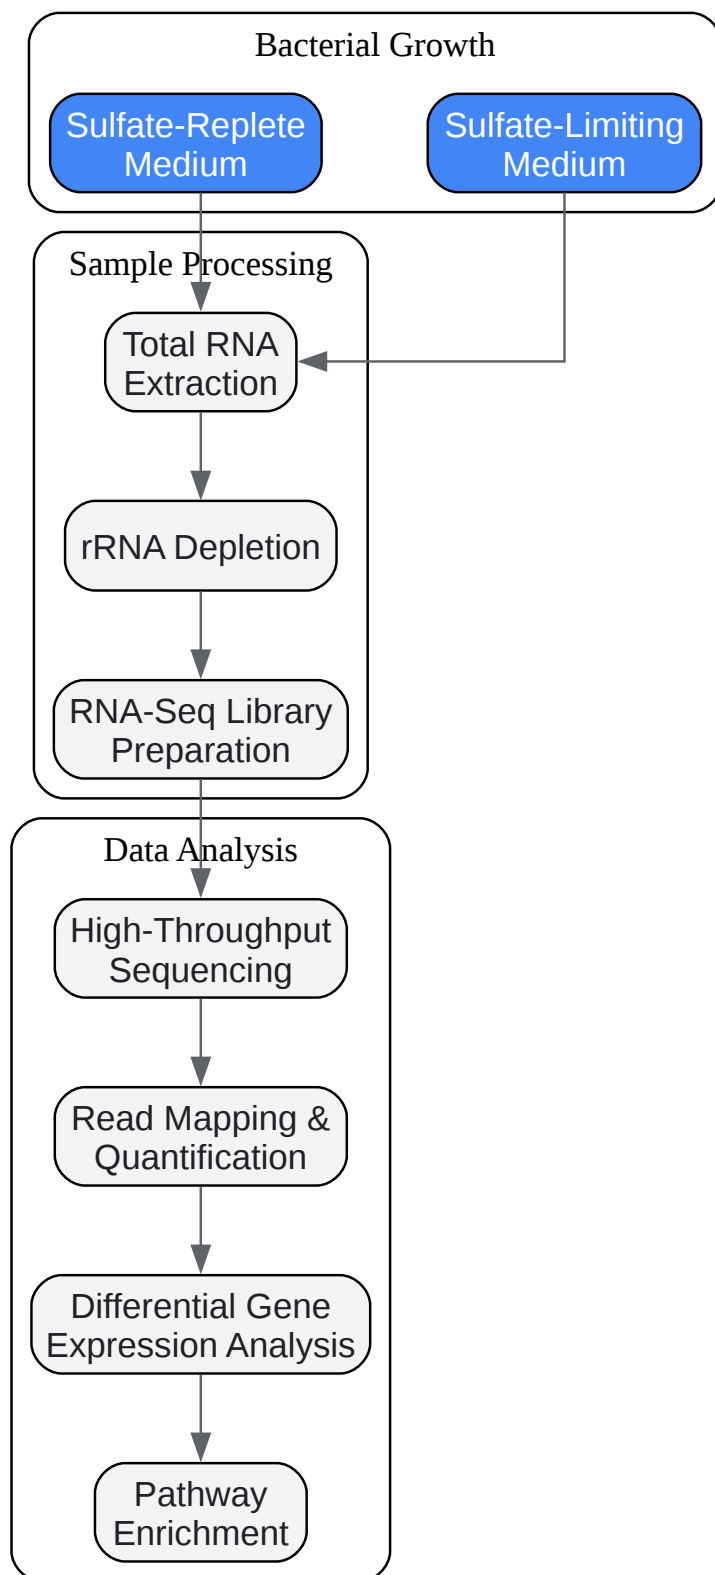 Bacterial Growth
Sulfate-Replete
Medium
Sulfate-Limiting
Medium
Sample Processing
Total RNA
Extraction
rRNA Depletion
RNA-Seq Library
Preparation
Data Analysis
High-Throughput
Sequencing
Read Mapping &
Quantification
Differential Gene
Expression Analysis
Pathway
Enrichment